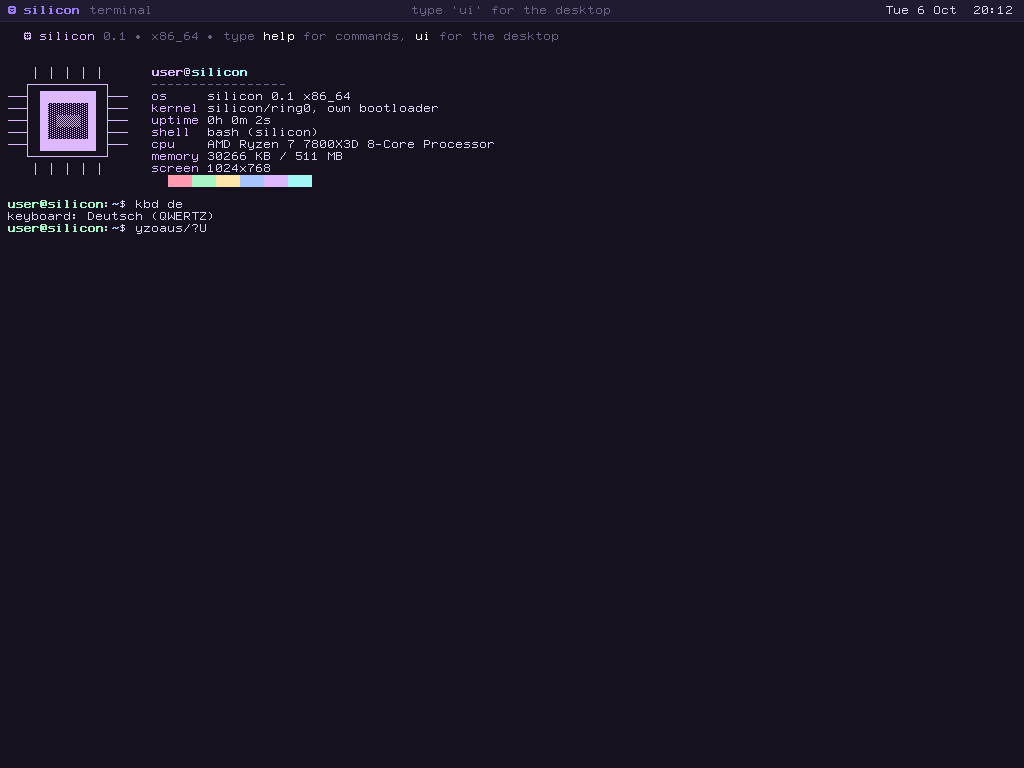 silicon terminal type 'ui' for the desktop Tue 6 Oct 20:12
silicon 0.1 • x86_64 • type help for commands, ui for the desktop
user@silicon
-----------------
os silicon 0.1 x86_64
kernel silicon/ring0, own bootloader
uptime 0h 0m 2s
shell bash (silicon)
cpu AMD Ryzen 7 7800X3D 8-Core Processor
memory 30266 KB / 511 MB
screen 1024x768
user@silicon:~$ kbd de
keyboard: Deutsch (QWERTZ)
user@silicon:~$ yzoaus/?U